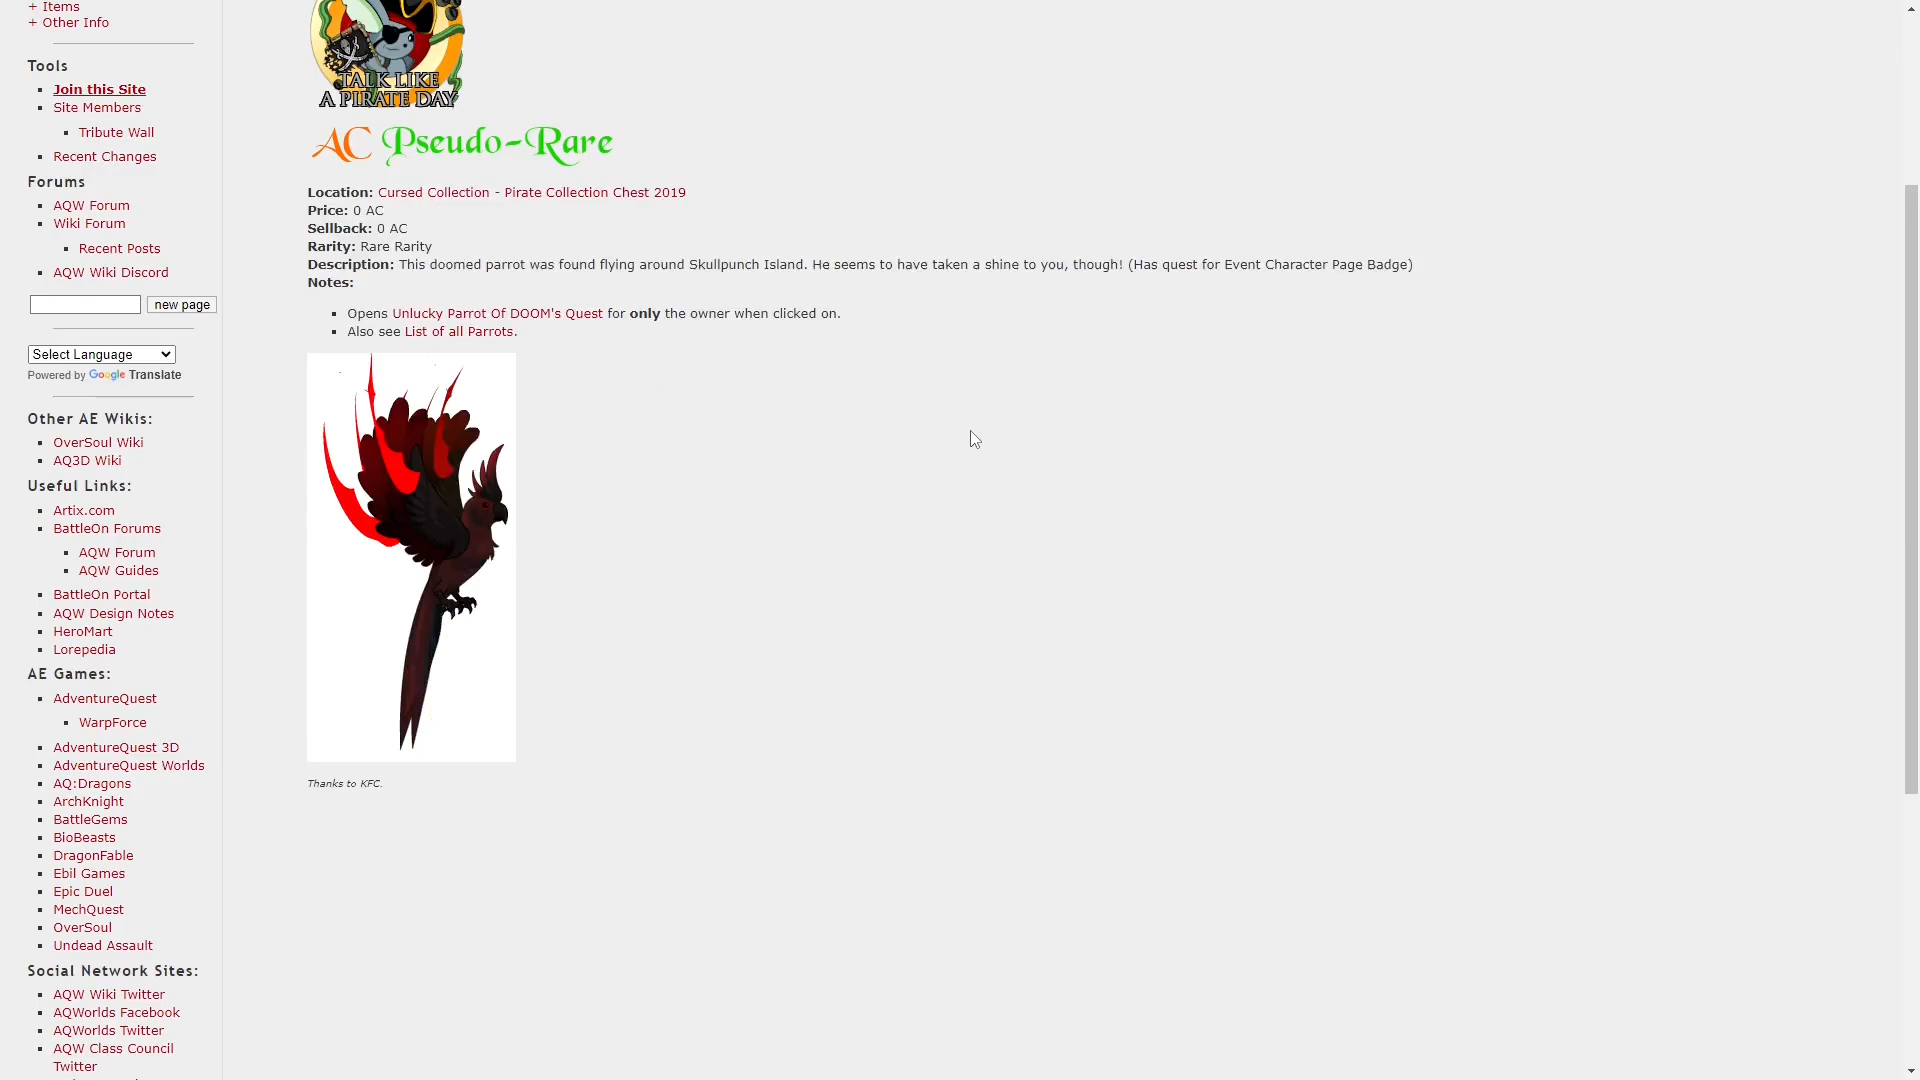 + Items
+ Other Info
Tools
Join this Site
Site Members
Tribute Wall
Recent Changes
Forums
AQW Forum
Wiki Forum
Recent Posts
AQW Wiki Discord
new page
Select Language
Powered by Google Translate
Other AE Wikis:
OverSoul Wiki
AQ3D Wiki
Useful Links:
Artix.com
BattleOn Forums
AQW Forum
AQW Guides
BattleOn Portal
AQW Design Notes
HeroMart
Lorepedia
AE Games:
AdventureQuest
WarpForce
AdventureQuest 3D
AdventureQuest Worlds
AQ:Dragons
ArchKnight
BattleGems
BioBeasts
DragonFable
Ebil Games
Epic Duel
MechQuest
OverSoul
Undead Assault
Social Network Sites:
AQW Wiki Twitter
AQWorlds Facebook
AQWorlds Twitter
AQW Class Council
Twitter
TALK LIKE
A PIRATE DAY
AC Pseudo-Rare
Location: Cursed Collection - Pirate Collection Chest 2019
Price: 0 AC
Sellback: 0 AC
Rarity: Rare Rarity
Description: This doomed parrot was found flying around Skullpunch Island. He seems to have taken a shine to you, though! (Has quest for Event Character Page Badge)
Notes:
Opens Unlucky Parrot Of DOOM's Quest for only the owner when clicked on.
Also see List of all Parrots.
Thanks to KFC.